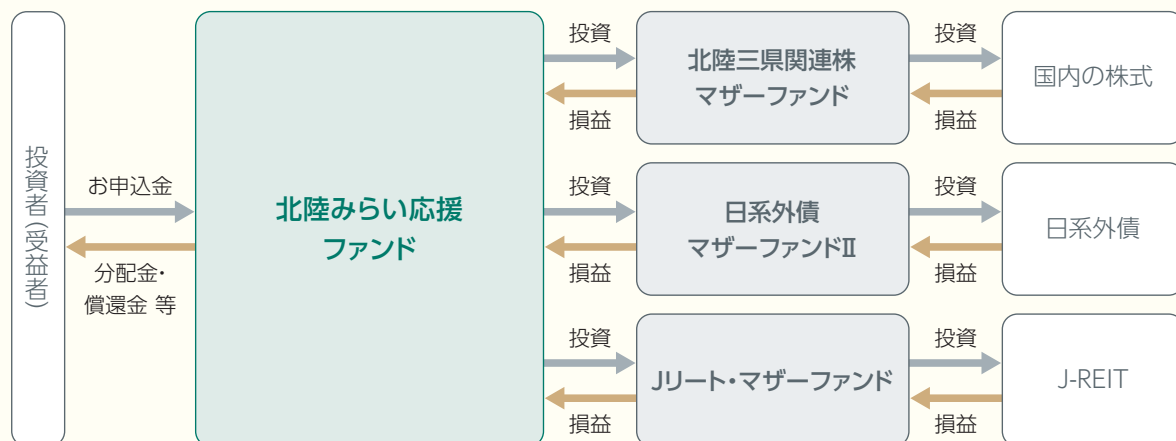 投資者(受益者)
お申込金
分配金・
償還金 等
北陸みらい応援
ファンド
投資
損益
北陸三県関連株
マザーファンド
投資
損益
国内の株式
投資
損益
日系外債
マザーファンドⅡ
投資
損益
日系外債
投資
損益
Jリート・マザーファンド
投資
損益
J-REIT